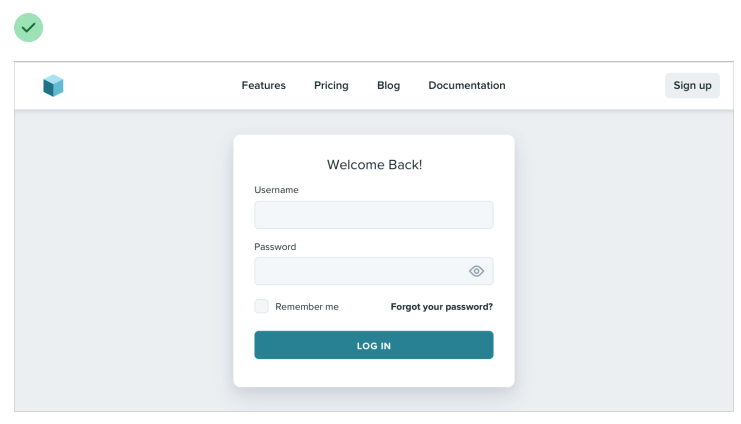 Features Pricing Blog Documentation Sign up
Welcome Back!
Username
Password
Remember me Forgot your password?
LOG IN